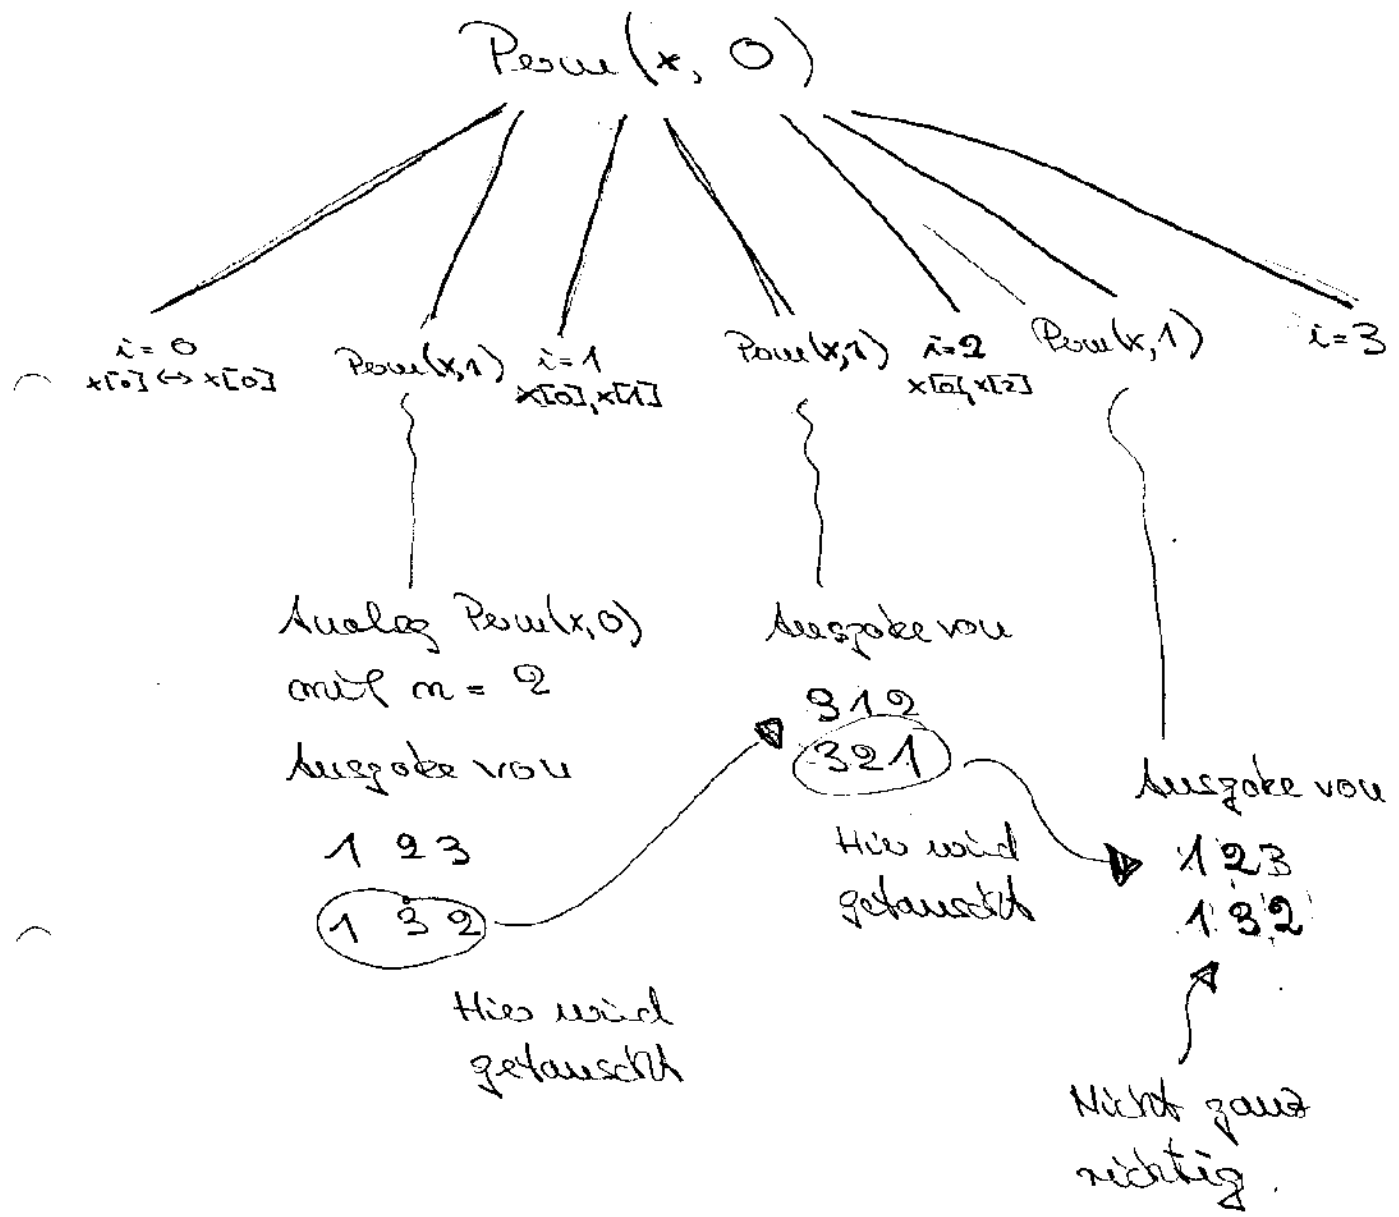 Perm(x, 0)
i = 0
x[0] ↔ x[0]
Perm(x,1)
i = 1
x[0], x[1]
Perm(x,1)
i = 2
x[0], x[2]
Perm(x,1)
i = 3
Analog Perm(x,0)
mit n = 2
Ausgabe von
1 2 3
1 3 2
Hier wird
getauscht
Ausgabe von
3 1 2
3 2 1
Hier wird
getauscht
Ausgabe von
1 2 3
1 3 2
Nicht ganz
richtig.